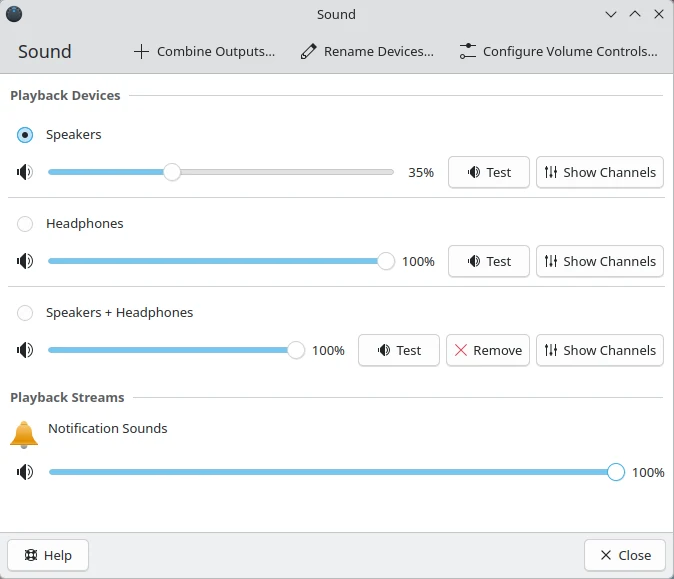 Sound
Sound
Combine Outputs...
Rename Devices...
Configure Volume Controls...
Playback Devices
Speakers
35%
Test
Show Channels
Headphones
100%
Test
Show Channels
Speakers + Headphones
100%
Test
Remove
Show Channels
Playback Streams
Notification Sounds
100%
Help
Close